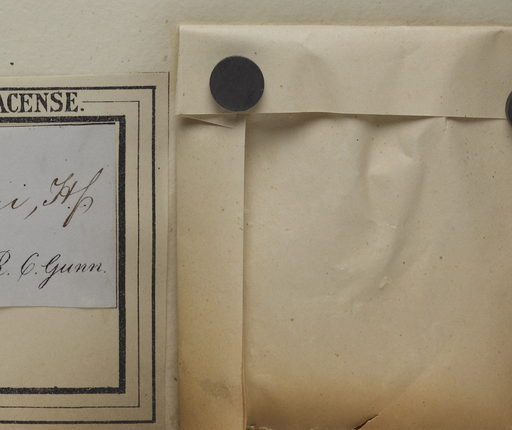 ACENSE.
i, Hf
R. C. Gunn.